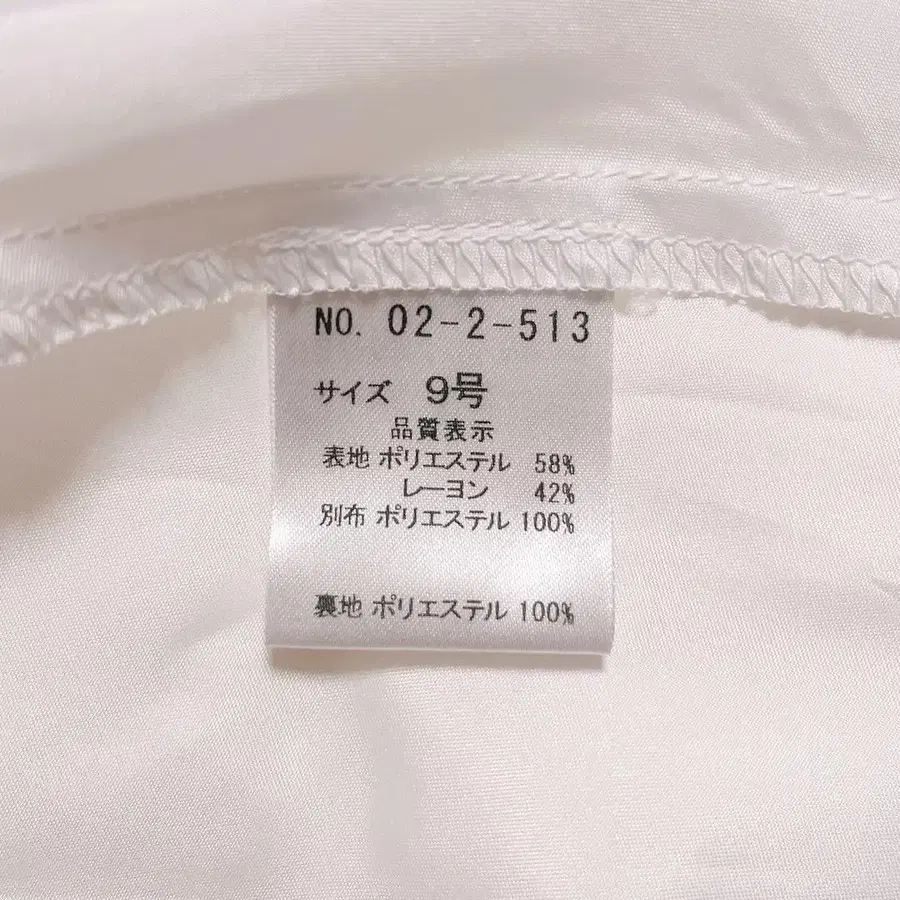 NO. 02-2-513
サイズ 9号
品質表示
表地 ポリエステル 58%
レーヨン 42%
別布 ポリエステル 100%
裏地 ポリエステル 100%